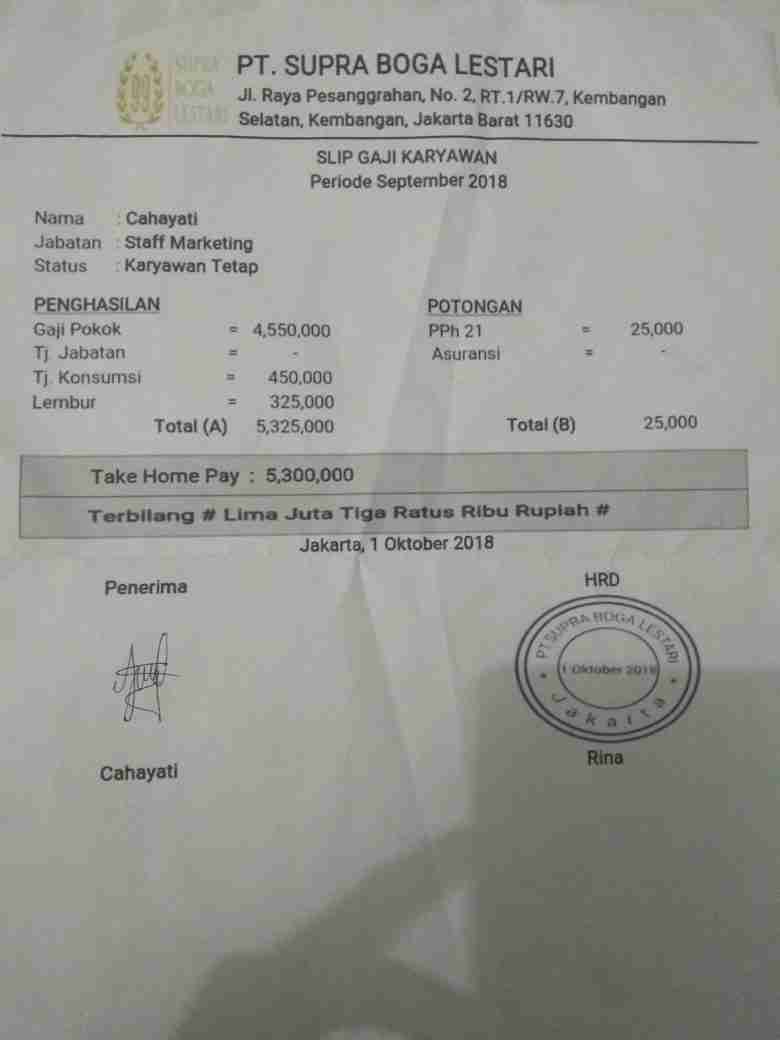 SUPRA
BOGA
LESTARI
99
PT. SUPRA BOGA LESTARI
Jl. Raya Pesanggrahan, No. 2, RT.1/RW.7, Kembangan
Selatan, Kembangan, Jakarta Barat 11630
SLIP GAJI KARYAWAN
Periode September 2018
Nama : Cahayati
Jabatan : Staff Marketing
Status : Karyawan Tetap
PENGHASILAN POTONGAN
Gaji Pokok = 4,550,000 PPh 21 = 25,000
Tj. Jabatan = - Asuransi = -
Tj. Konsumsi = 450,000
Lembur = 325,000
Total (A) 5,325,000 Total (B) 25,000
Take Home Pay : 5,300,000
Terbilang # Lima Juta Tiga Ratus Ribu Rupiah #
Jakarta, 1 Oktober 2018
Penerima HRD
PT.SUPRA BOGA LESTARI
1 Oktober 2018
Jakarta
Cahayati Rina